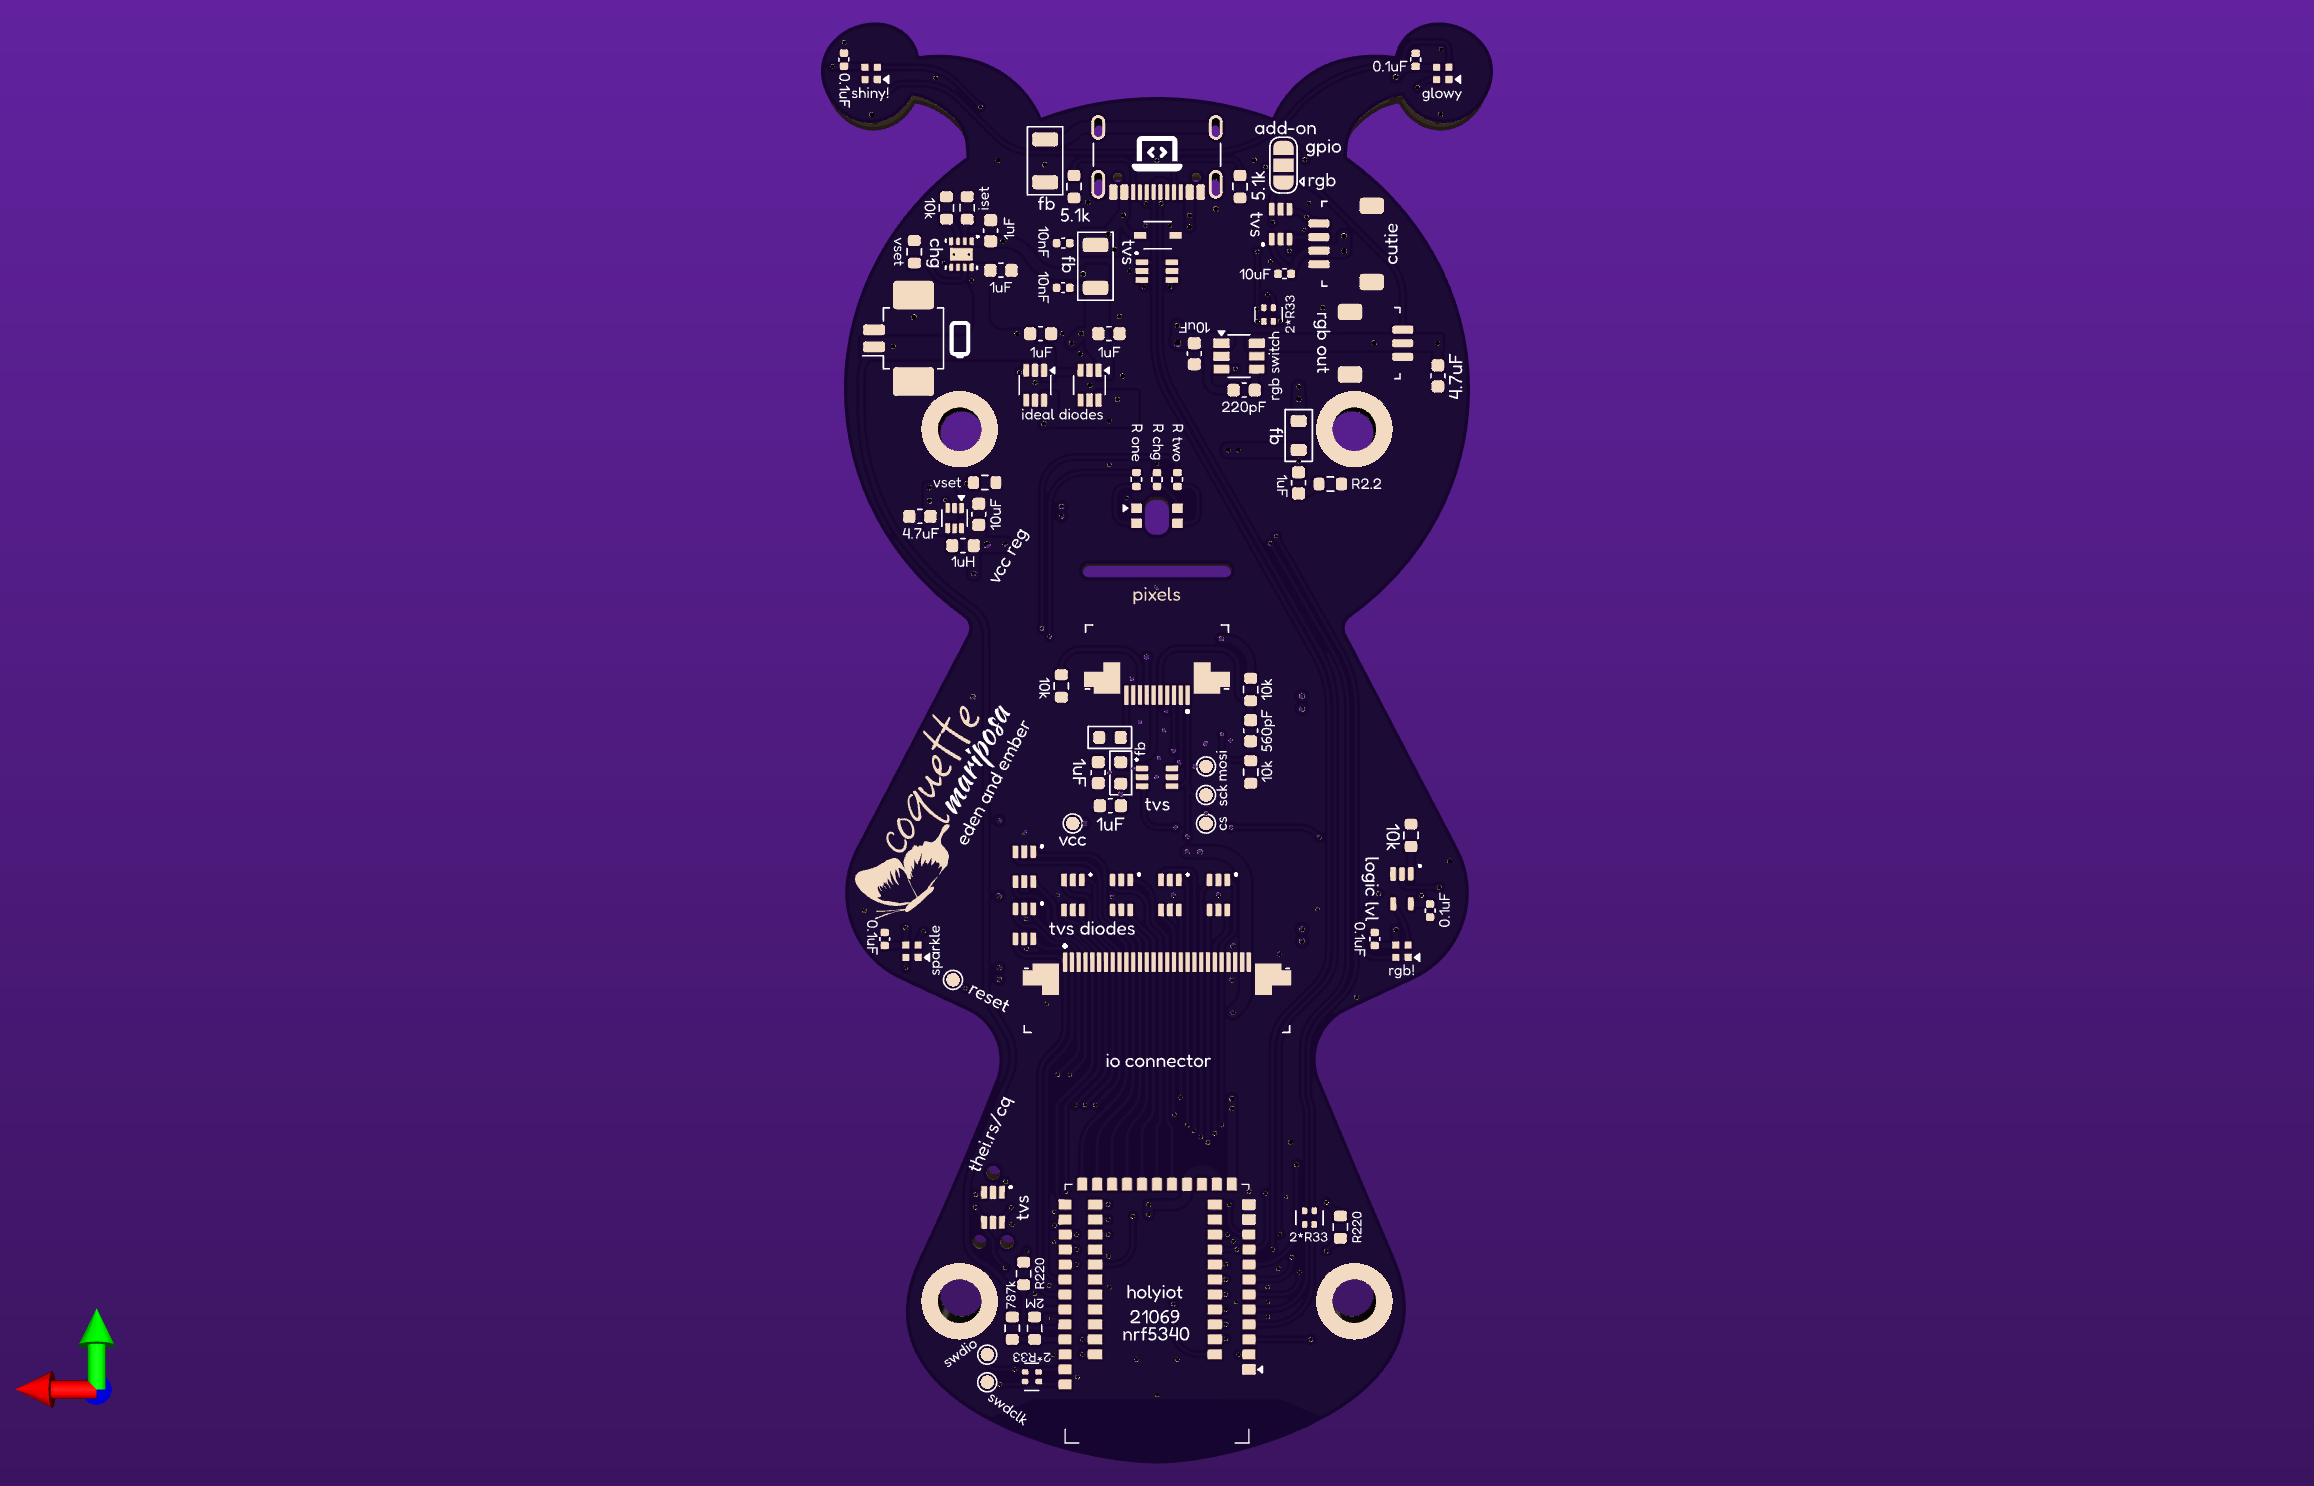 0.1uF
shiny!
0.1uF
glowy
add-on
gpio
rgb
fb
5.1k
5.1k
10k
iset
1uF
vset
chg
1uF
10nF
fb
10nF
tvs
tvs
cutie
10uF
2*R33
rgb out
10uF
rgb switch
220pF
4.7uF
1uF
1uF
ideal diodes
R one
R chg
R two
fb
1uF
R2.2
vset
10uF
4.7uF
1uH
vcc reg
pixels
10k
10k
560pF
10k
fb
1uF
1uF
tvs
mosi
sck
cs
vcc
coquette
mariposa
eden and ember
10k
logic lvl
0.1uF
0.1uF
rgb!
0.1uF
sparkle
reset
tvs diodes
io connector
thei.rs/cq
tvs
R220
787k
2M
2*R33
swdio
swdclk
holyiot
21069
nrf5340
2*R33
R220